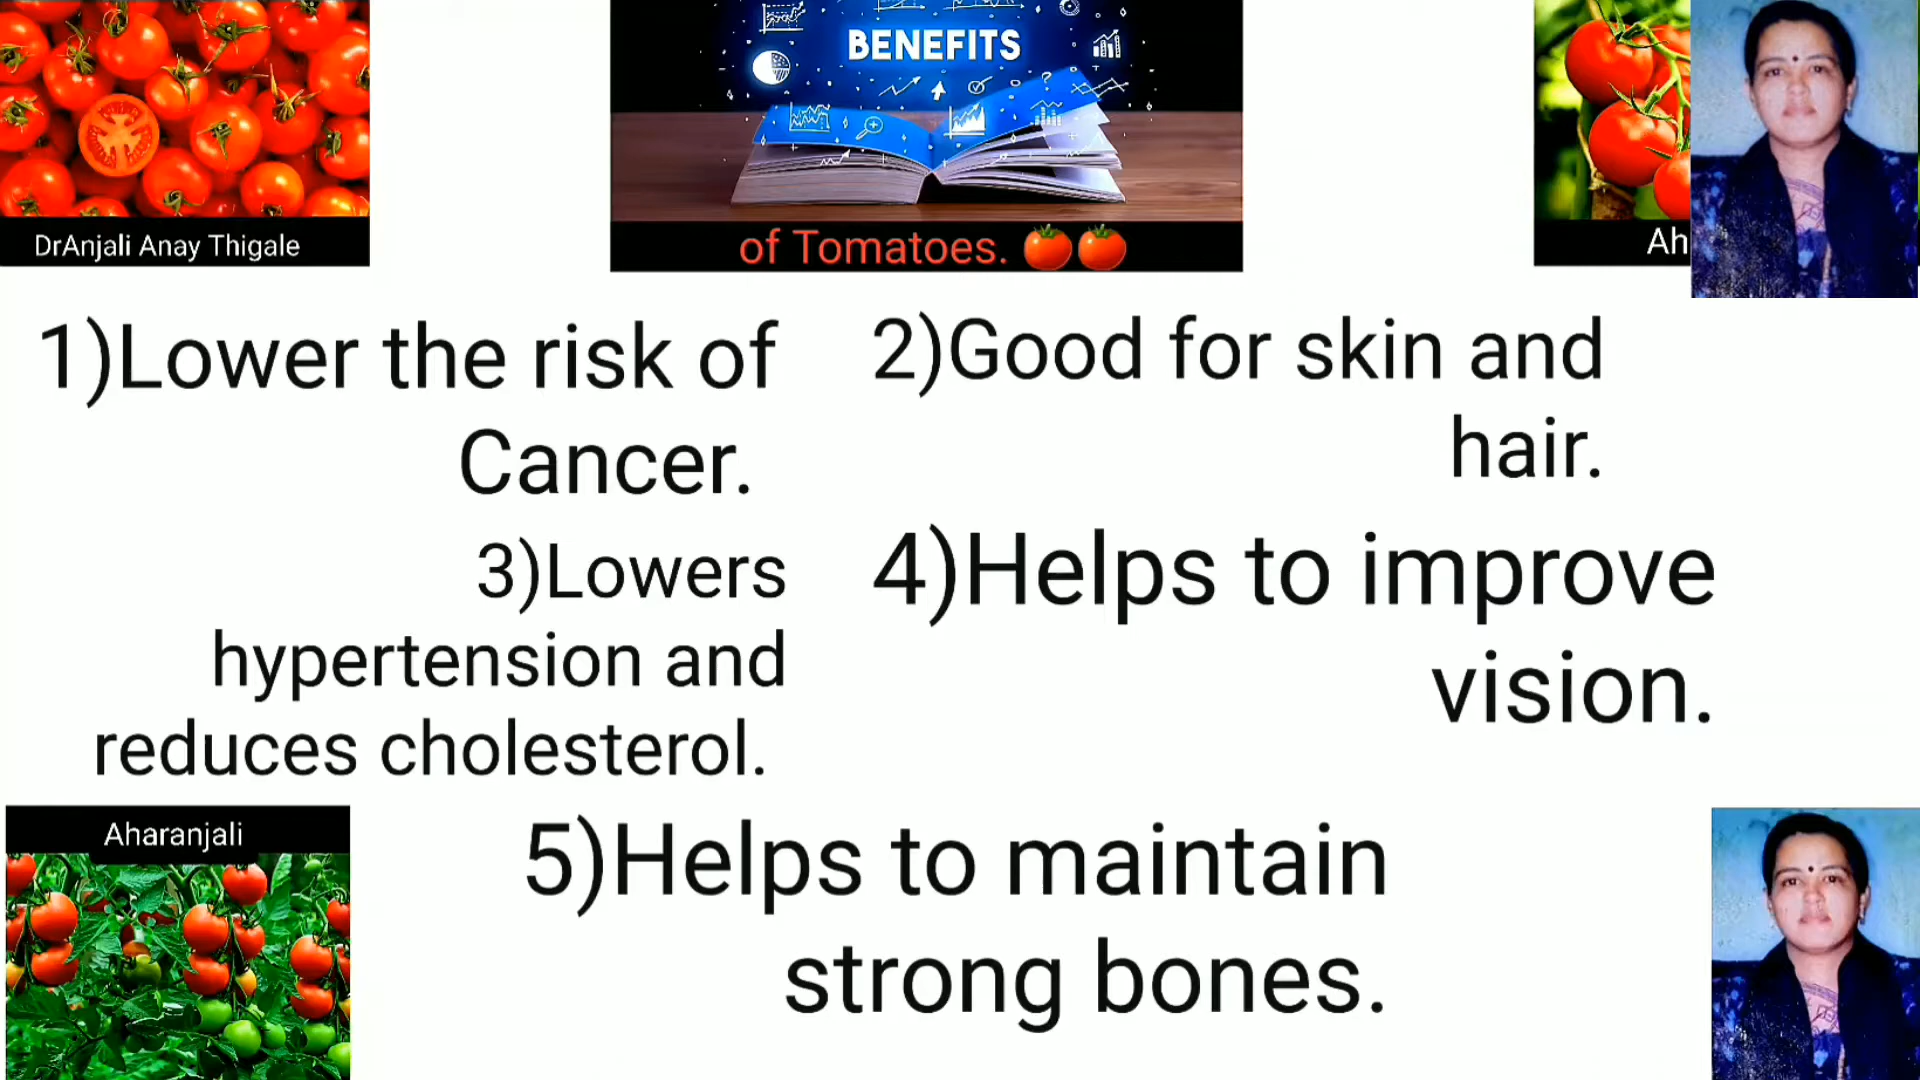 BENEFITS
of Tomatoes. 🍅🍅
DrAnjali Anay Thigale
Ah
1)Lower the risk of
Cancer.
2)Good for skin and
hair.
3)Lowers
hypertension and
reduces cholesterol.
4)Helps to improve
vision.
Aharanjali
5)Helps to maintain
strong bones.